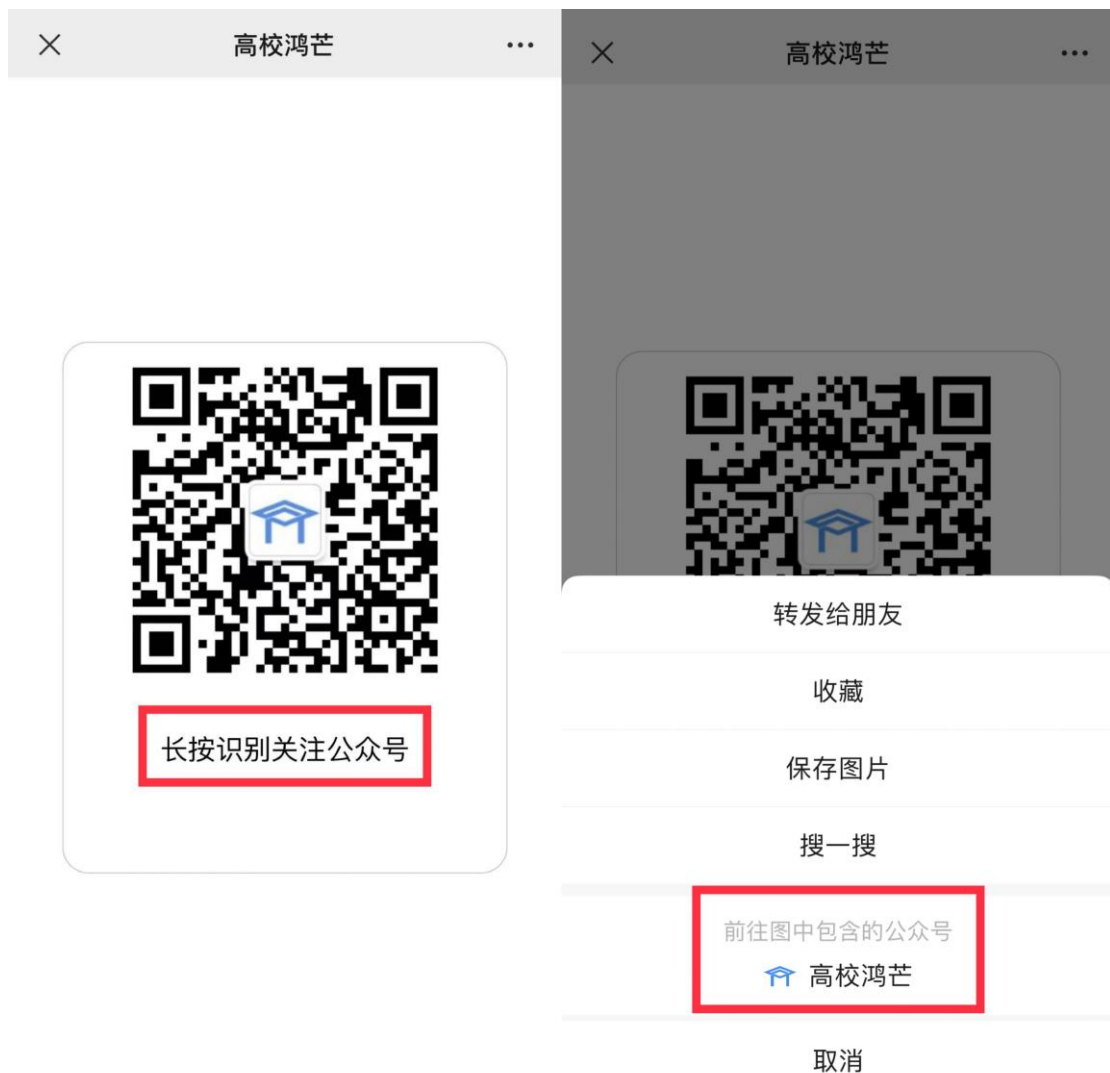 高校鸿芒
长按识别关注公众号
高校鸿芒
转发给朋友
收藏
保存图片
搜一搜
前往图中包含的公众号
高校鸿芒
取消